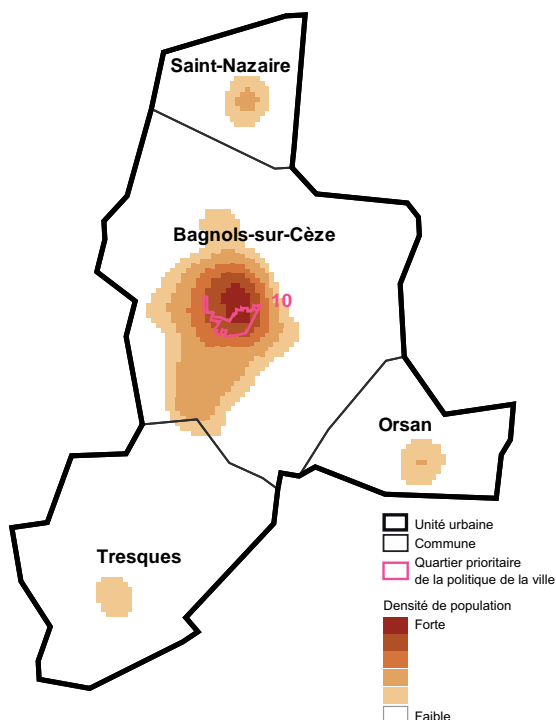 Saint-Nazaire
Bagnols-sur-Cèze
10
Orsan
Tresques
Unité urbaine
Commune
Quartier prioritaire
de la politique de la ville
Densité de population
Forte
Faible